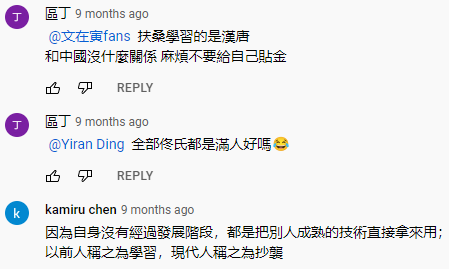 丁
區丁 9 months ago
@文在寅fans 扶桑學習的是漢唐
和中國沒什麼關係 麻煩不要給自己貼金
REPLY
丁
區丁 9 months ago
@Yiran Ding 全部佟氏都是滿人好嗎😂
REPLY
k
kamiru chen 9 months ago
因為自身沒有經過發展階段，都是把別人成熟的技術直接拿來用；
以前人稱之為學習，現代人稱之為抄襲